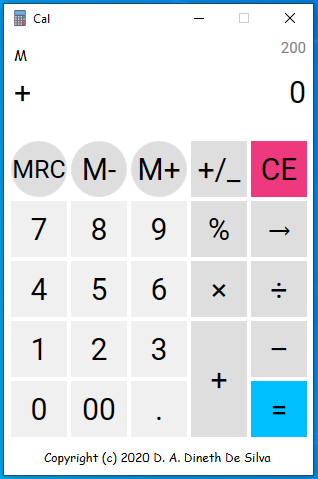 Cal
M 200
+ 0
MRC M- M+ +/_ CE
7 8 9 % →
4 5 6 × ÷
1 2 3 + −
0 00 . =
Copyright (c) 2020 D. A. Dineth De Silva